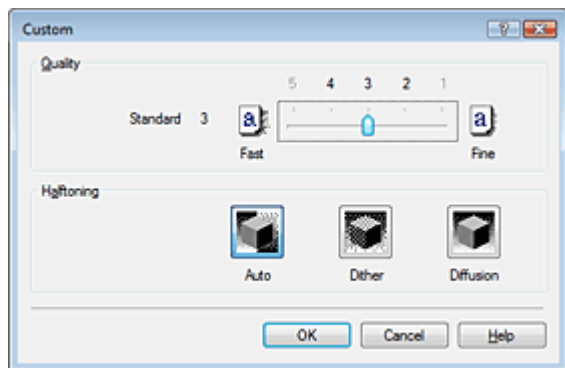 Custom
Quality
5 4 3 2 1
Standard 3
a
a
Fast
Fine
Halftoning
Auto
Dither
Diffusion
OK
Cancel
Help